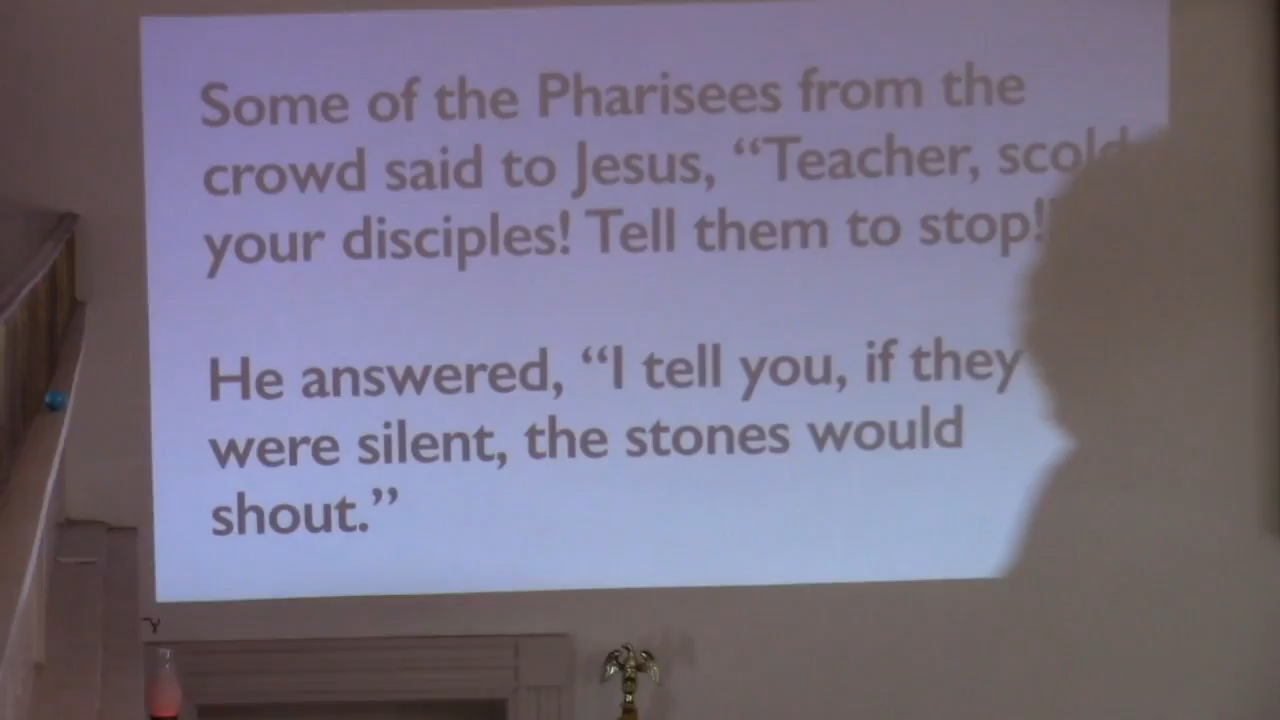 Some of the Pharisees from the
crowd said to Jesus, “Teacher, scold
your disciples! Tell them to stop!”
He answered, “I tell you, if they
were silent, the stones would
shout.”